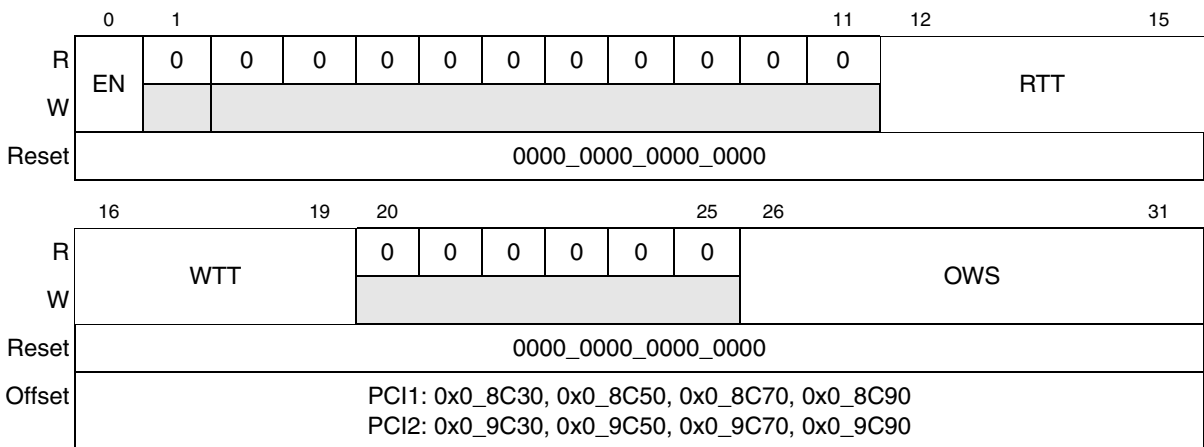 0 1 11 12 15
R EN 0 0 0 0 0 0 0 0 0 0 0 RTT
W
Reset 0000_0000_0000_0000
16 19 20 25 26 31
R WTT 0 0 0 0 0 0 OWS
W
Reset 0000_0000_0000_0000
Offset PCI1: 0x0_8C30, 0x0_8C50, 0x0_8C70, 0x0_8C90
PCI2: 0x0_9C30, 0x0_9C50, 0x0_9C70, 0x0_9C90